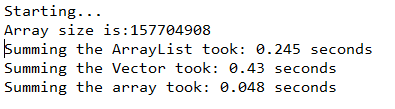 Starting...
Array size is:157704908
Summing the ArrayList took: 0.245 seconds
Summing the Vector took: 0.43 seconds
Summing the array took: 0.048 seconds